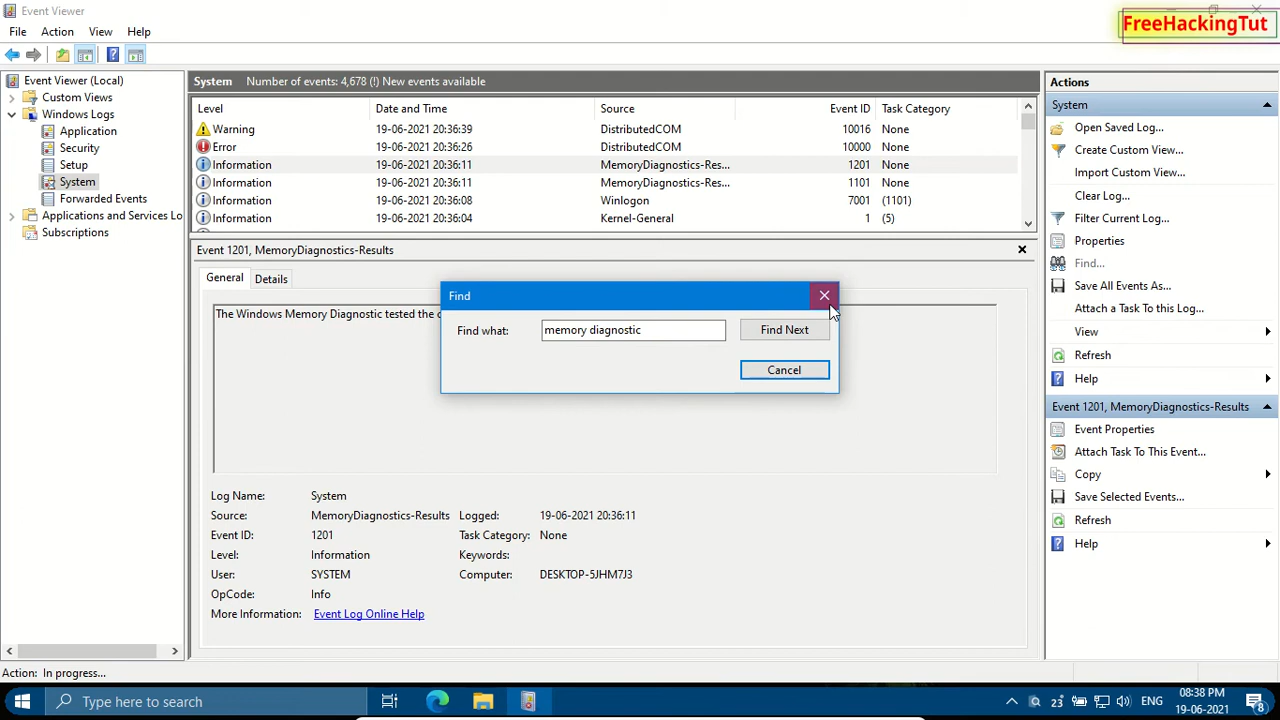 Event Viewer
FreeHackingTut
File Action View Help
Event Viewer (Local)
Custom Views
Windows Logs
Application
Security
Setup
System
Forwarded Events
Applications and Services Lo
Subscriptions
System Number of events: 4,678 (!) New events available
Level Date and Time Source Event ID Task Category
Warning 19-06-2021 20:36:39 DistributedCOM 10016 None
Error 19-06-2021 20:36:26 DistributedCOM 10000 None
Information 19-06-2021 20:36:11 MemoryDiagnostics-Res... 1201 None
Information 19-06-2021 20:36:11 MemoryDiagnostics-Res... 1101 None
Information 19-06-2021 20:36:08 Winlogon 7001 (1101)
Information 19-06-2021 20:36:04 Kernel-General 1 (5)
Event 1201, MemoryDiagnostics-Results
General Details
The Windows Memory Diagnostic tested the c
Find
Find what: memory diagnostic Find Next
Cancel
Log Name: System
Source: MemoryDiagnostics-Results Logged: 19-06-2021 20:36:11
Event ID: 1201 Task Category: None
Level: Information Keywords:
User: SYSTEM Computer: DESKTOP-5JHM7J3
OpCode: Info
More Information: Event Log Online Help
Actions
System
Open Saved Log...
Create Custom View...
Import Custom View...
Clear Log...
Filter Current Log...
Properties
Find...
Save All Events As...
Attach a Task To this Log...
View
Refresh
Help
Event 1201, MemoryDiagnostics-Results
Event Properties
Attach Task To This Event...
Copy
Save Selected Events...
Refresh
Help
Action: In progress...
Type here to search
23 ENG 08:38 PM
19-06-2021
8